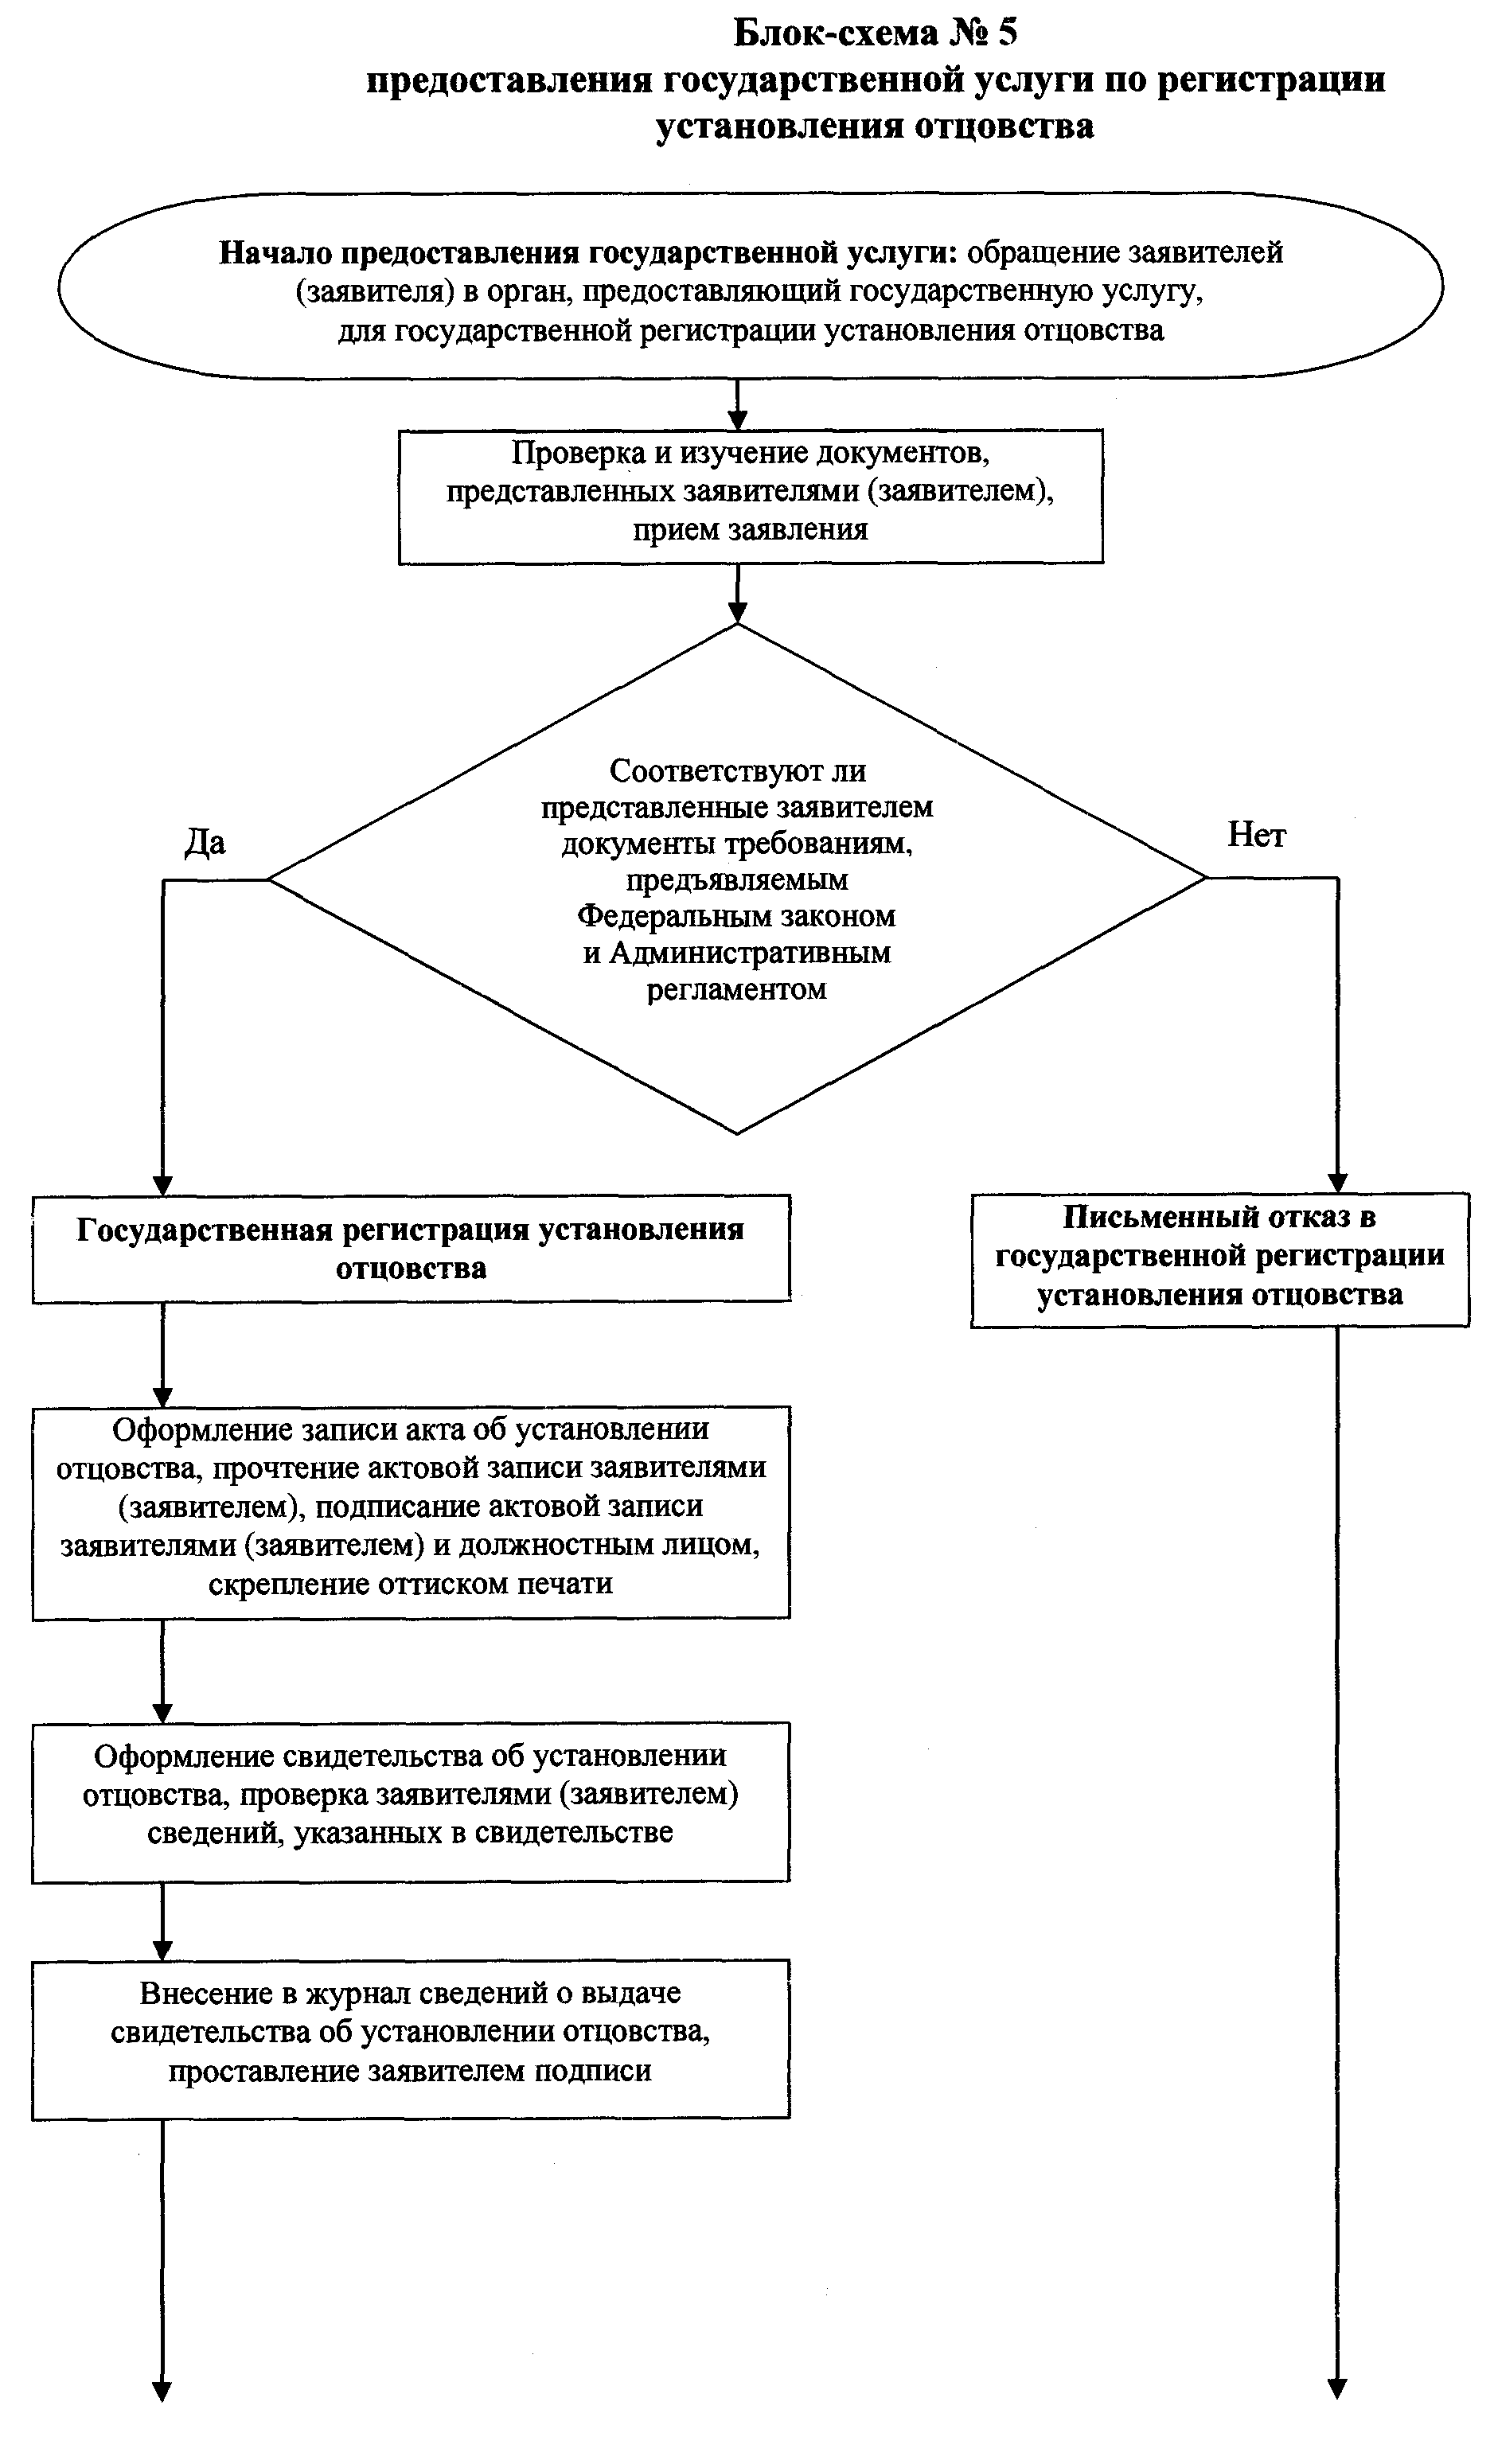 Блок-схема № 5
предоставления государственной услуги по регистрации
установления отцовства
Начало предоставления государственной услуги: обращение заявителей
(заявителя) в орган, предоставляющий государственную услугу,
для государственной регистрации установления отцовства
Проверка и изучение документов,
представленных заявителями (заявителем),
прием заявления
Соответствуют ли
представленные заявителем
документы требованиям,
предъявляемым
Федеральным законом
и Административным
регламентом
Да
Нет
Государственная регистрация установления
отцовства
Письменный отказ в
государственной регистрации
установления отцовства
Оформление записи акта об установлении
отцовства, прочтение актовой записи заявителями
(заявителем), подписание актовой записи
заявителями (заявителем) и должностным лицом,
скрепление оттиском печати
Оформление свидетельства об установлении
отцовства, проверка заявителями (заявителем)
сведений, указанных в свидетельстве
Внесение в журнал сведений о выдаче
свидетельства об установлении отцовства,
проставление заявителем подписи